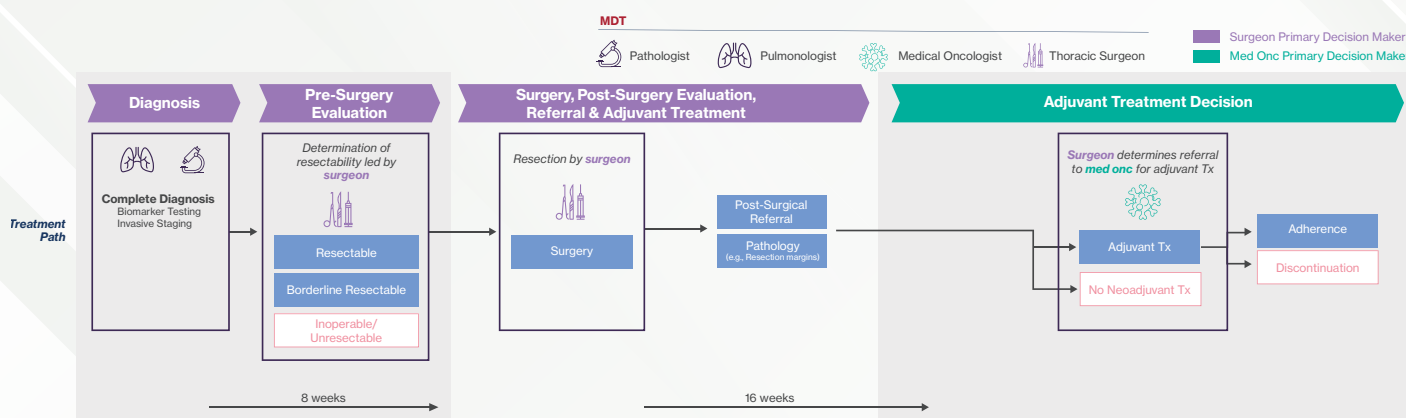 MDT
Pathologist
Pulmonologist
Medical Oncologist
Thoracic Surgeon
Surgeon Primary Decision Maker
Med Onc Primary Decision Make
Diagnosis
Pre-Surgery
Evaluation
Surgery, Post-Surgery Evaluation,
Referral & Adjuvant Treatment
Adjuvant Treatment Decision
Treatment
Path
Complete Diagnosis
Biomarker Testing
Invasive Staging
Determination of
resectability led by
surgeon
Resectable
Borderline Resectable
Inoperable/
Unresectable
Resection by surgeon
Surgery
Post-Surgical
Referral
Pathology
(e.g., Resection margins)
Surgeon determines referral
to med onc for adjuvant Tx
Adjuvant Tx
No Neoadjuvant Tx
Adherence
Discontinuation
8 weeks
16 weeks